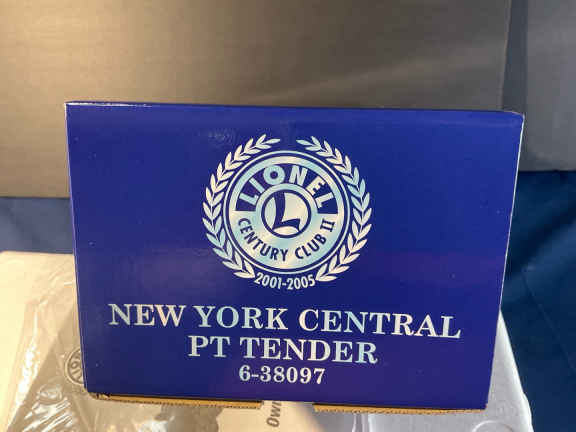 LIONEL
L
CENTURY CLUB II
2001-2005
NEW YORK CENTRAL
PT TENDER
6-38097